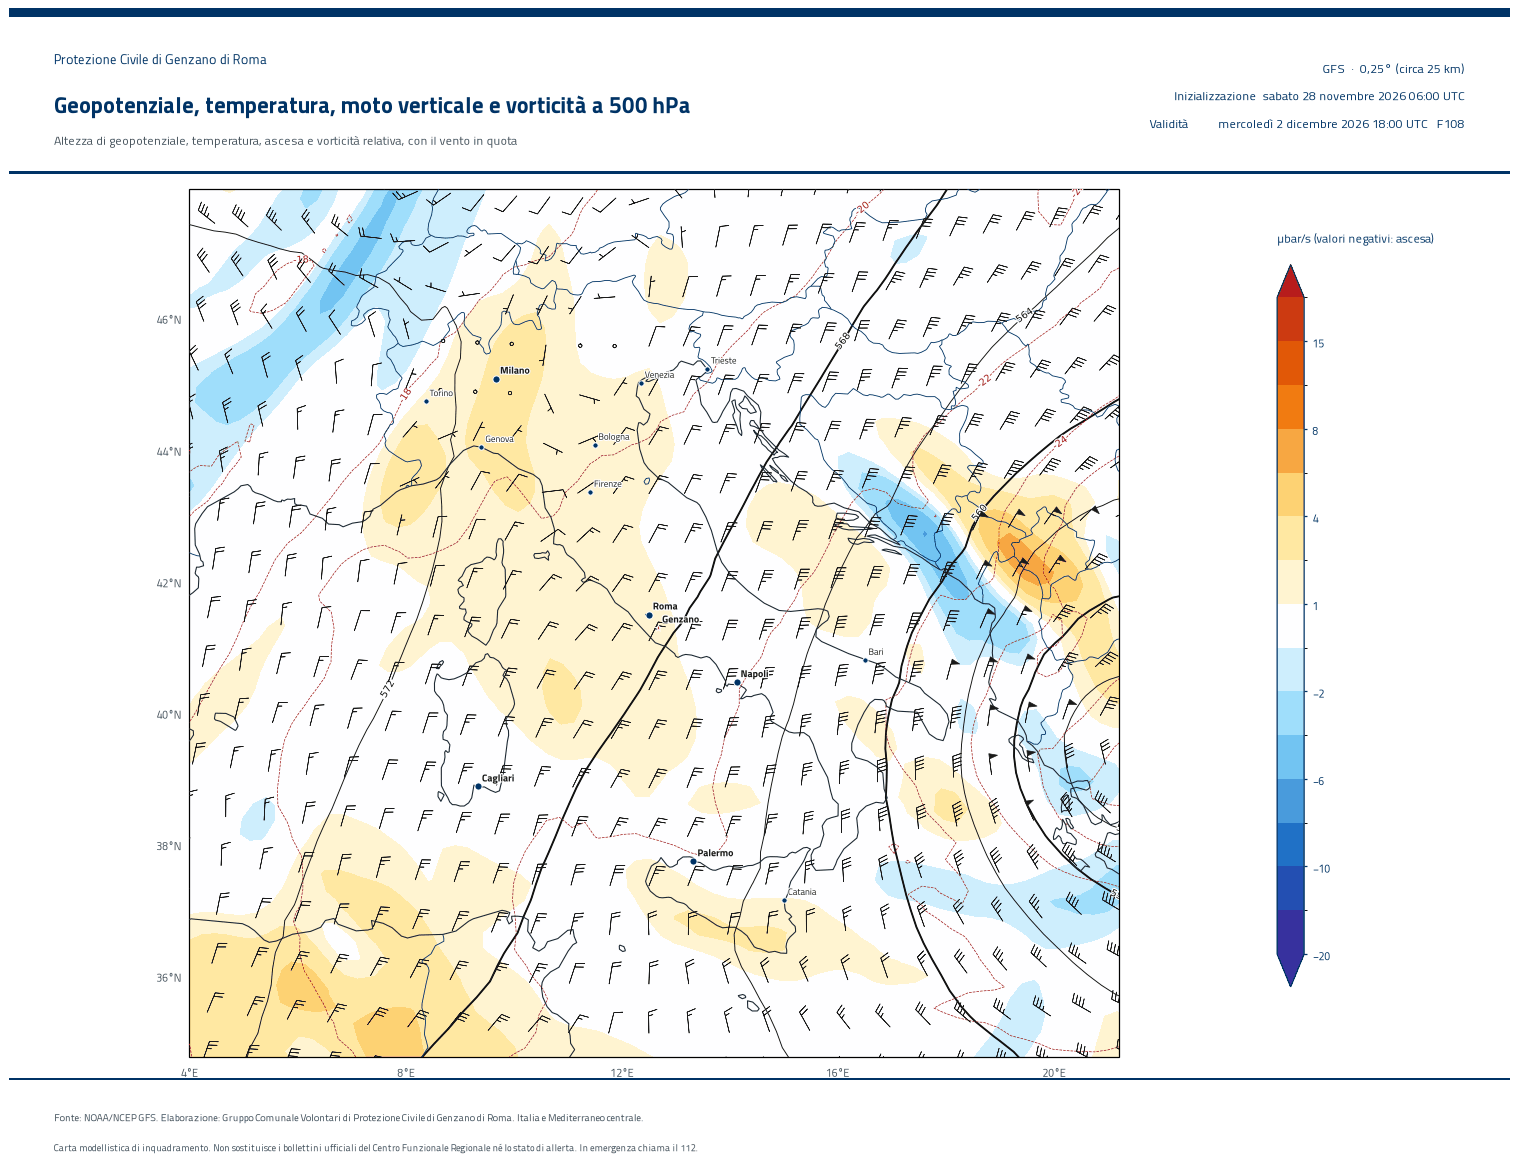 Protezione Civile di Genzano di Roma
Geopotenziale, temperatura, moto verticale e vorticità a 500 hPa
Altezza di geopotenziale, temperatura, ascesa e vorticità relativa, con il vento in quota
GFS · 0,25° (circa 25 km)
Inizializzazione sabato 28 novembre 2026 06:00 UTC
Validità mercoledì 2 dicembre 2026 18:00 UTC F108
µbar/s (valori negativi: ascesa)
15
8
4
1
−2
−6
−10
−20
46°N
44°N
42°N
40°N
38°N
36°N
4°E
8°E
12°E
16°E
20°E
-20
-18
564
568
Trieste
Milano
Venezia
-22
Torino
-18
Genova
Bologna
-24
Firenze
560
Roma
Genzano
Bari
Napoli
572
Cagliari
Palermo
Catania
Fonte: NOAA/NCEP GFS. Elaborazione: Gruppo Comunale Volontari di Protezione Civile di Genzano di Roma. Italia e Mediterraneo centrale.
Carta modellistica di inquadramento. Non sostituisce i bollettini ufficiali del Centro Funzionale Regionale né lo stato di allerta. In emergenza chiama il 112.